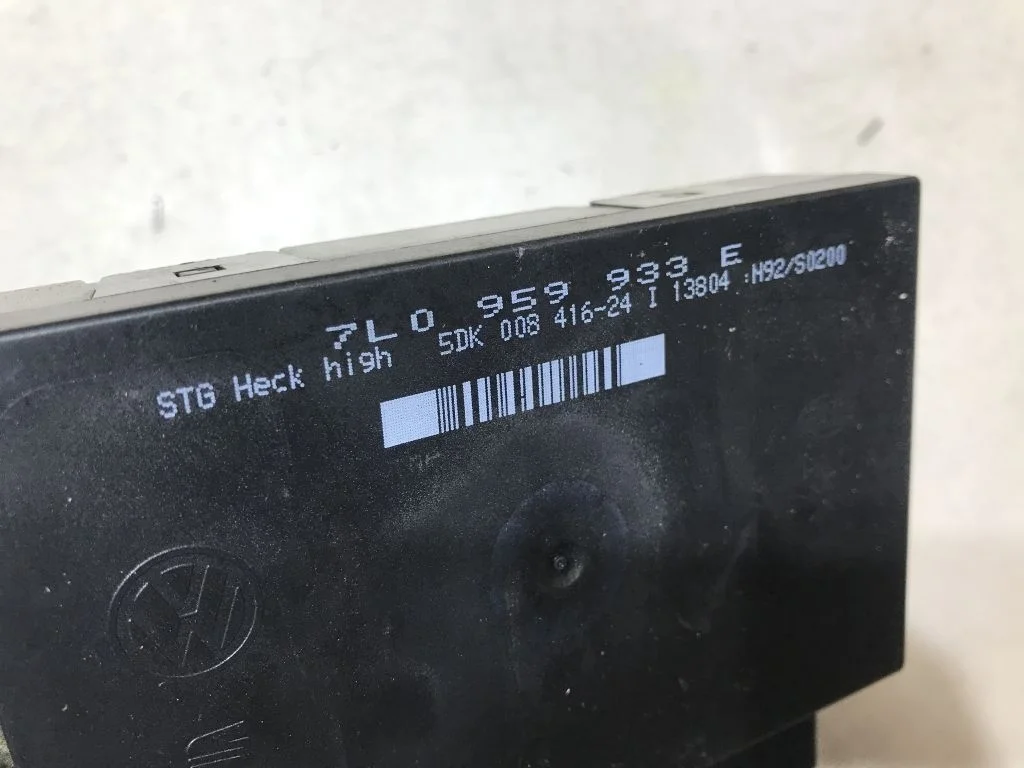 7L0 959 933 E
STG Heck high 5DK 008 416-24 I 13804 :H92/S0200